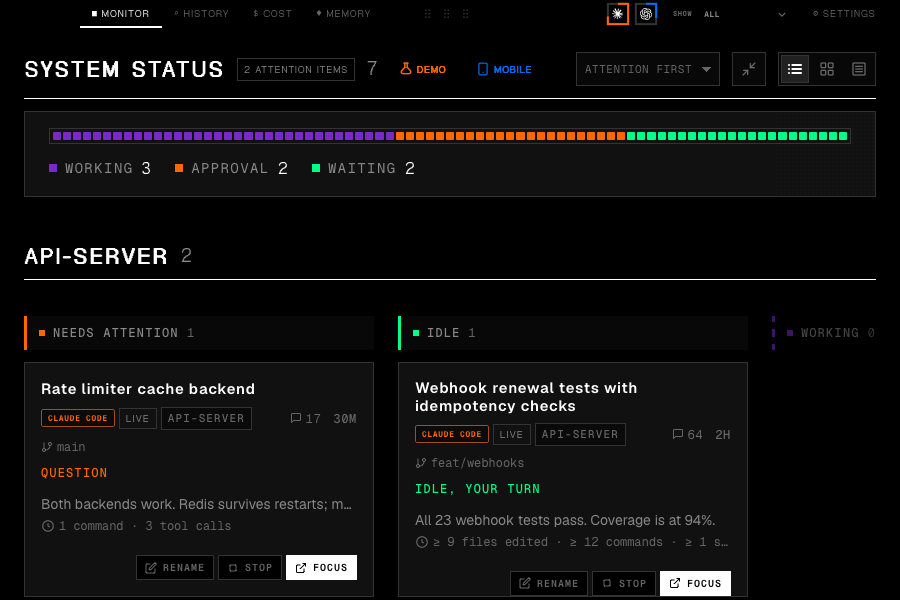 MONITOR HISTORY $ COST MEMORY SHOW ALL SETTINGS
SYSTEM STATUS 2 ATTENTION ITEMS 7 DEMO MOBILE ATTENTION FIRST
WORKING 3 APPROVAL 2 WAITING 2
API-SERVER 2
NEEDS ATTENTION 1
Rate limiter cache backend
CLAUDE CODE LIVE API-SERVER 17 30M
main
QUESTION
Both backends work. Redis survives restarts; m…
1 command · 3 tool calls
RENAME STOP FOCUS
IDLE 1
Webhook renewal tests with
idempotency checks
CLAUDE CODE LIVE API-SERVER 64 2H
feat/webhooks
IDLE, YOUR TURN
All 23 webhook tests pass. Coverage is at 94%.
≥ 9 files edited · ≥ 12 commands · ≥ 1 s…
RENAME STOP FOCUS
WORKING 0